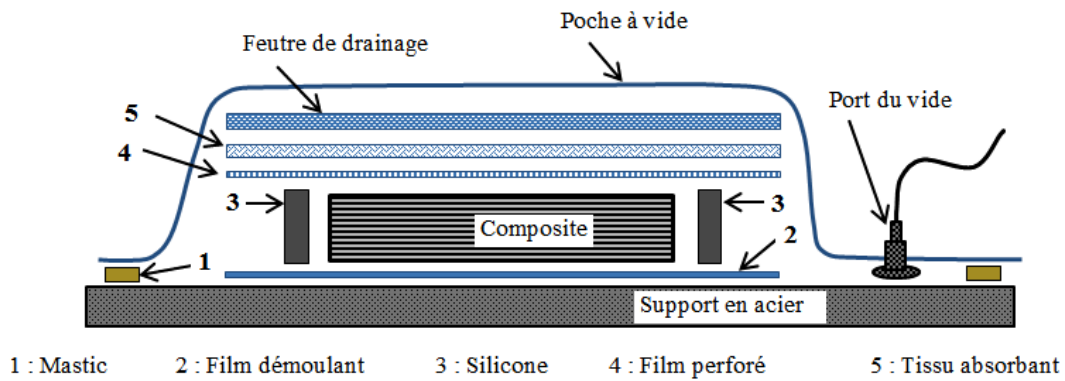 Poche à vide
Feutre de drainage
Port du vide
5
4
3
3
Composite
2
1
Support en acier
1 : Mastic 2 : Film démoulant 3 : Silicone 4 : Film perforé 5 : Tissu absorbant